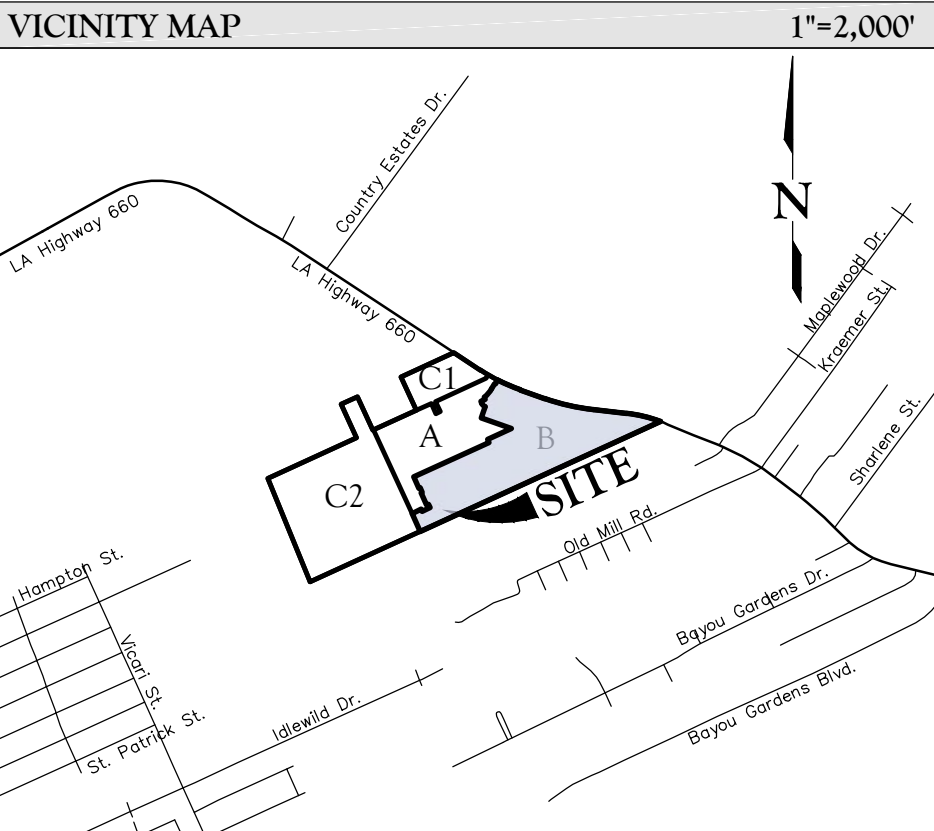 VICINITY MAP
1"=2,000'
Country Estates Dr.
LA Highway 660
N
LA Highway 660
Maplewood Dr.
Kraemer St.
C1
A
B
Sharlene St.
C2
SITE
Old Mill Rd.
Hampton St.
Bayou Gardens Dr.
Vicari St.
Idlewild Dr.
Bayou Gardens Blvd.
St. Patrick St.